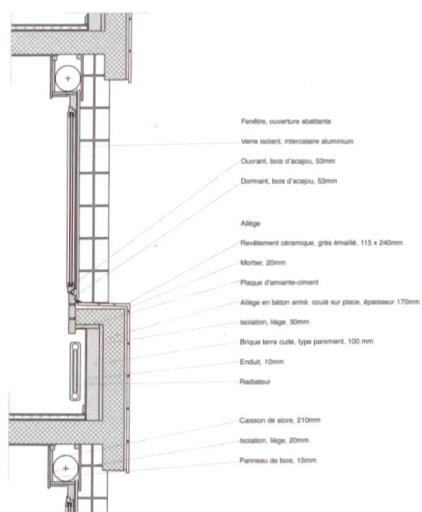 Fenêtre, ouverture abattante
Verre isolant, intercalaire aluminium
Ouvrant, bois d'acajou, 53mm
Dormant, bois d'acajou, 53mm
Allège
Revêtement céramique, grès émaillé, 115 x 240mm
Mortier, 20mm
Plaque d'amiante-ciment
Allège en béton armé, coulé sur place, épaisseur 170mm
Isolation, liège, 30mm
Brique terre cuite, type parement, 100 mm
Enduit, 10mm
Radiateur
Caisson de store, 210mm
Isolation, liège, 20mm
Panneau de bois, 15mm